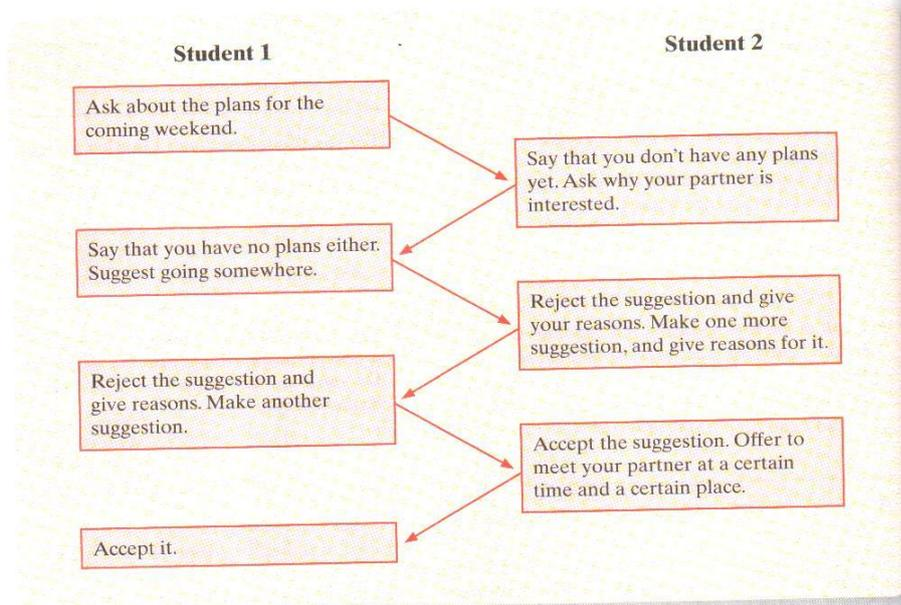 Student 1
Student 2
Ask about the plans for the
coming weekend.
Say that you don't have any plans
yet. Ask why your partner is
interested.
Say that you have no plans either.
Suggest going somewhere.
Reject the suggestion and give
your reasons. Make one more
suggestion, and give reasons for it.
Reject the suggestion and
give reasons. Make another
suggestion.
Accept the suggestion. Offer to
meet your partner at a certain
time and a certain place.
Accept it.